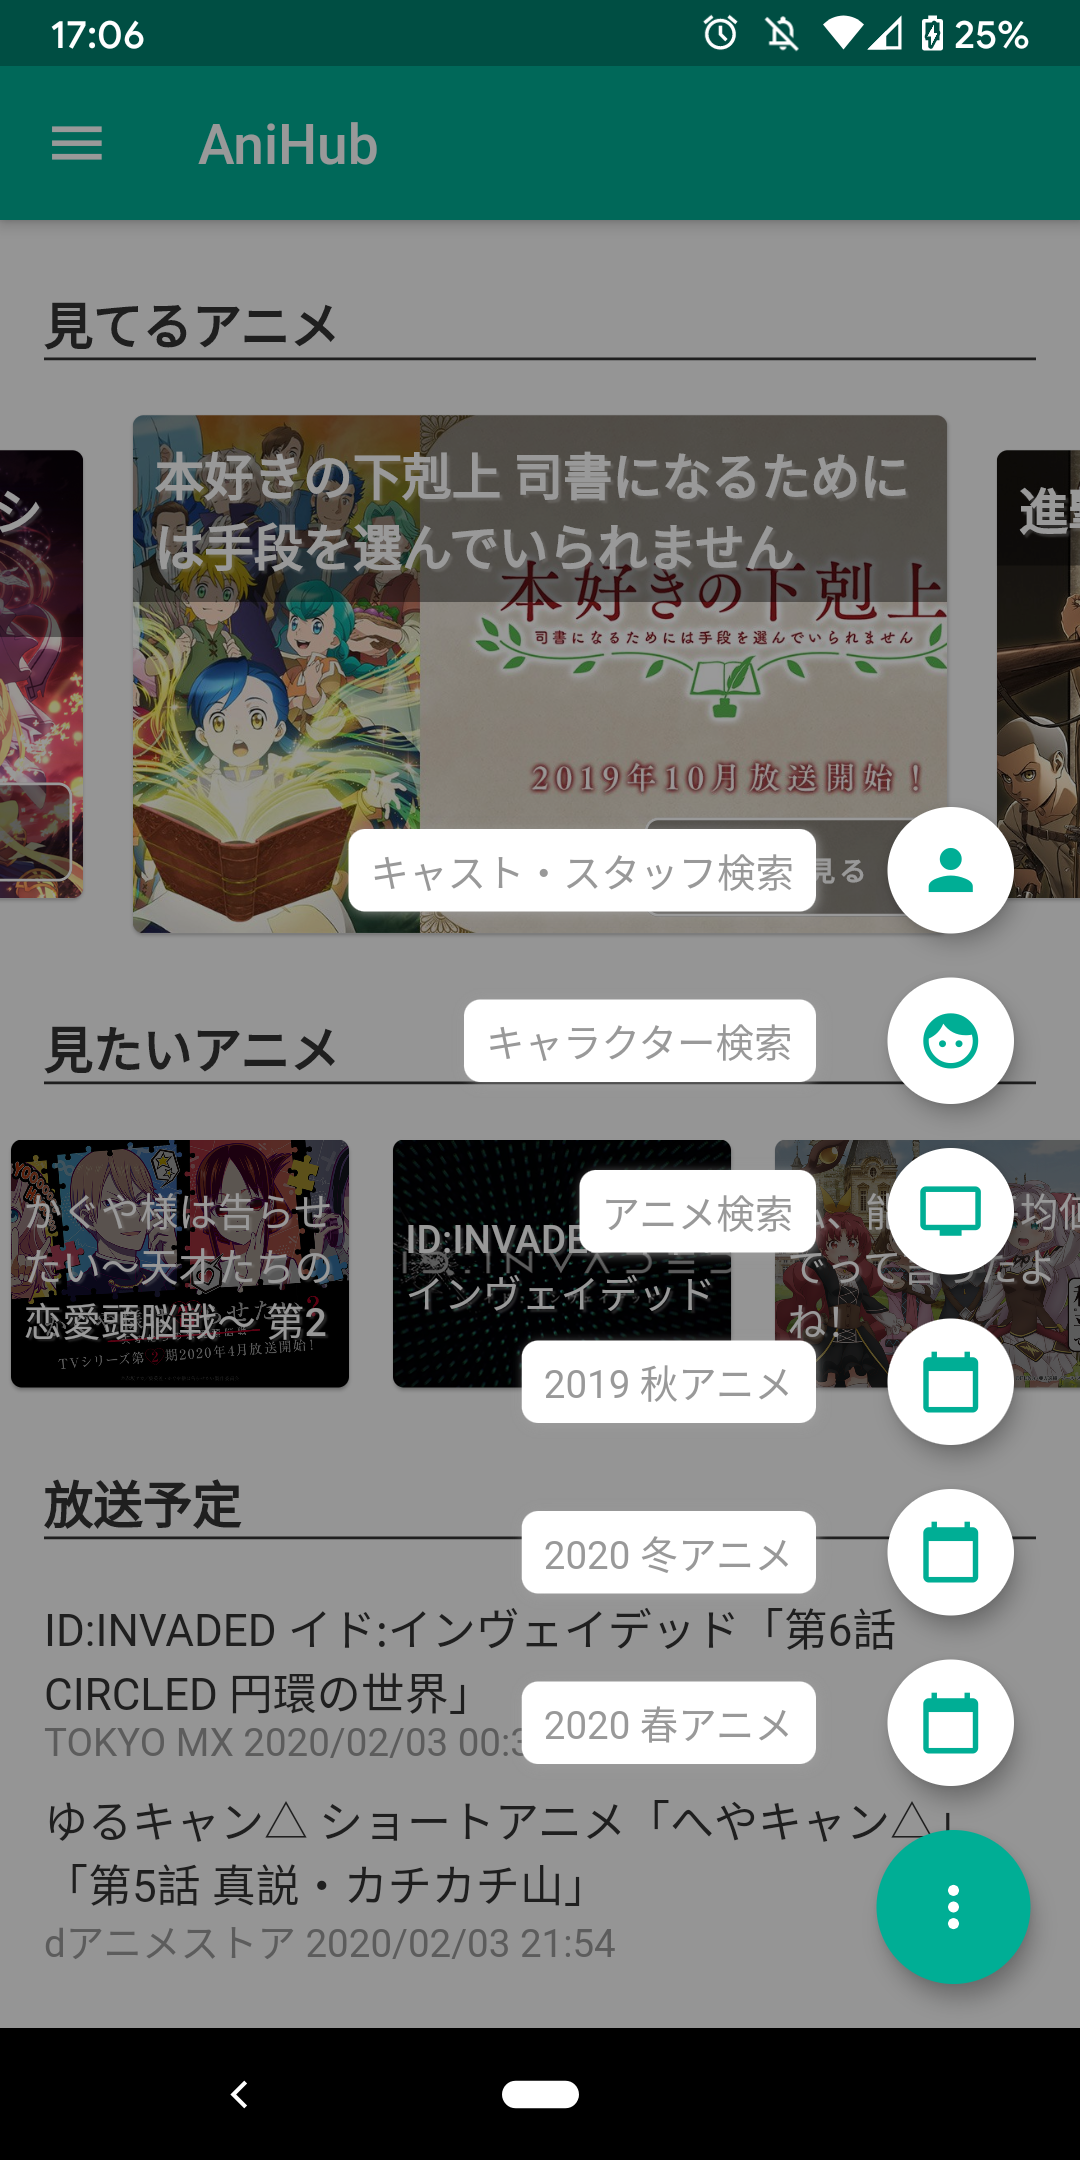 17:06
25%
AniHub
見てるアニメ
シ
本好きの下剋上 司書になるために
は手段を選んでいられません
進
本好きの下剋上
司書になるためには手段を選んでいられません
2019年10月放送開始！
見る
キャスト・スタッフ検索
見たいアニメ
キャラクター検索
かぐや様は告らせ
たい～天才たちの
恋愛頭脳戦～ 第2
TVシリーズ第2期2020年4月放送開始！
ID:INVADE
インヴェイデッド
、能
均値
でって言ったよ
ね!
アニメ検索
2019 秋アニメ
放送予定
2020 冬アニメ
ID:INVADED イド:インヴェイデッド「第6話
CIRCLED 円環の世界」
TOKYO MX 2020/02/03 00:3
2020 春アニメ
ゆるキャン△ ショートアニメ「へやキャン△」
「第5話 真説・カチカチ山」
dアニメストア 2020/02/03 21:54